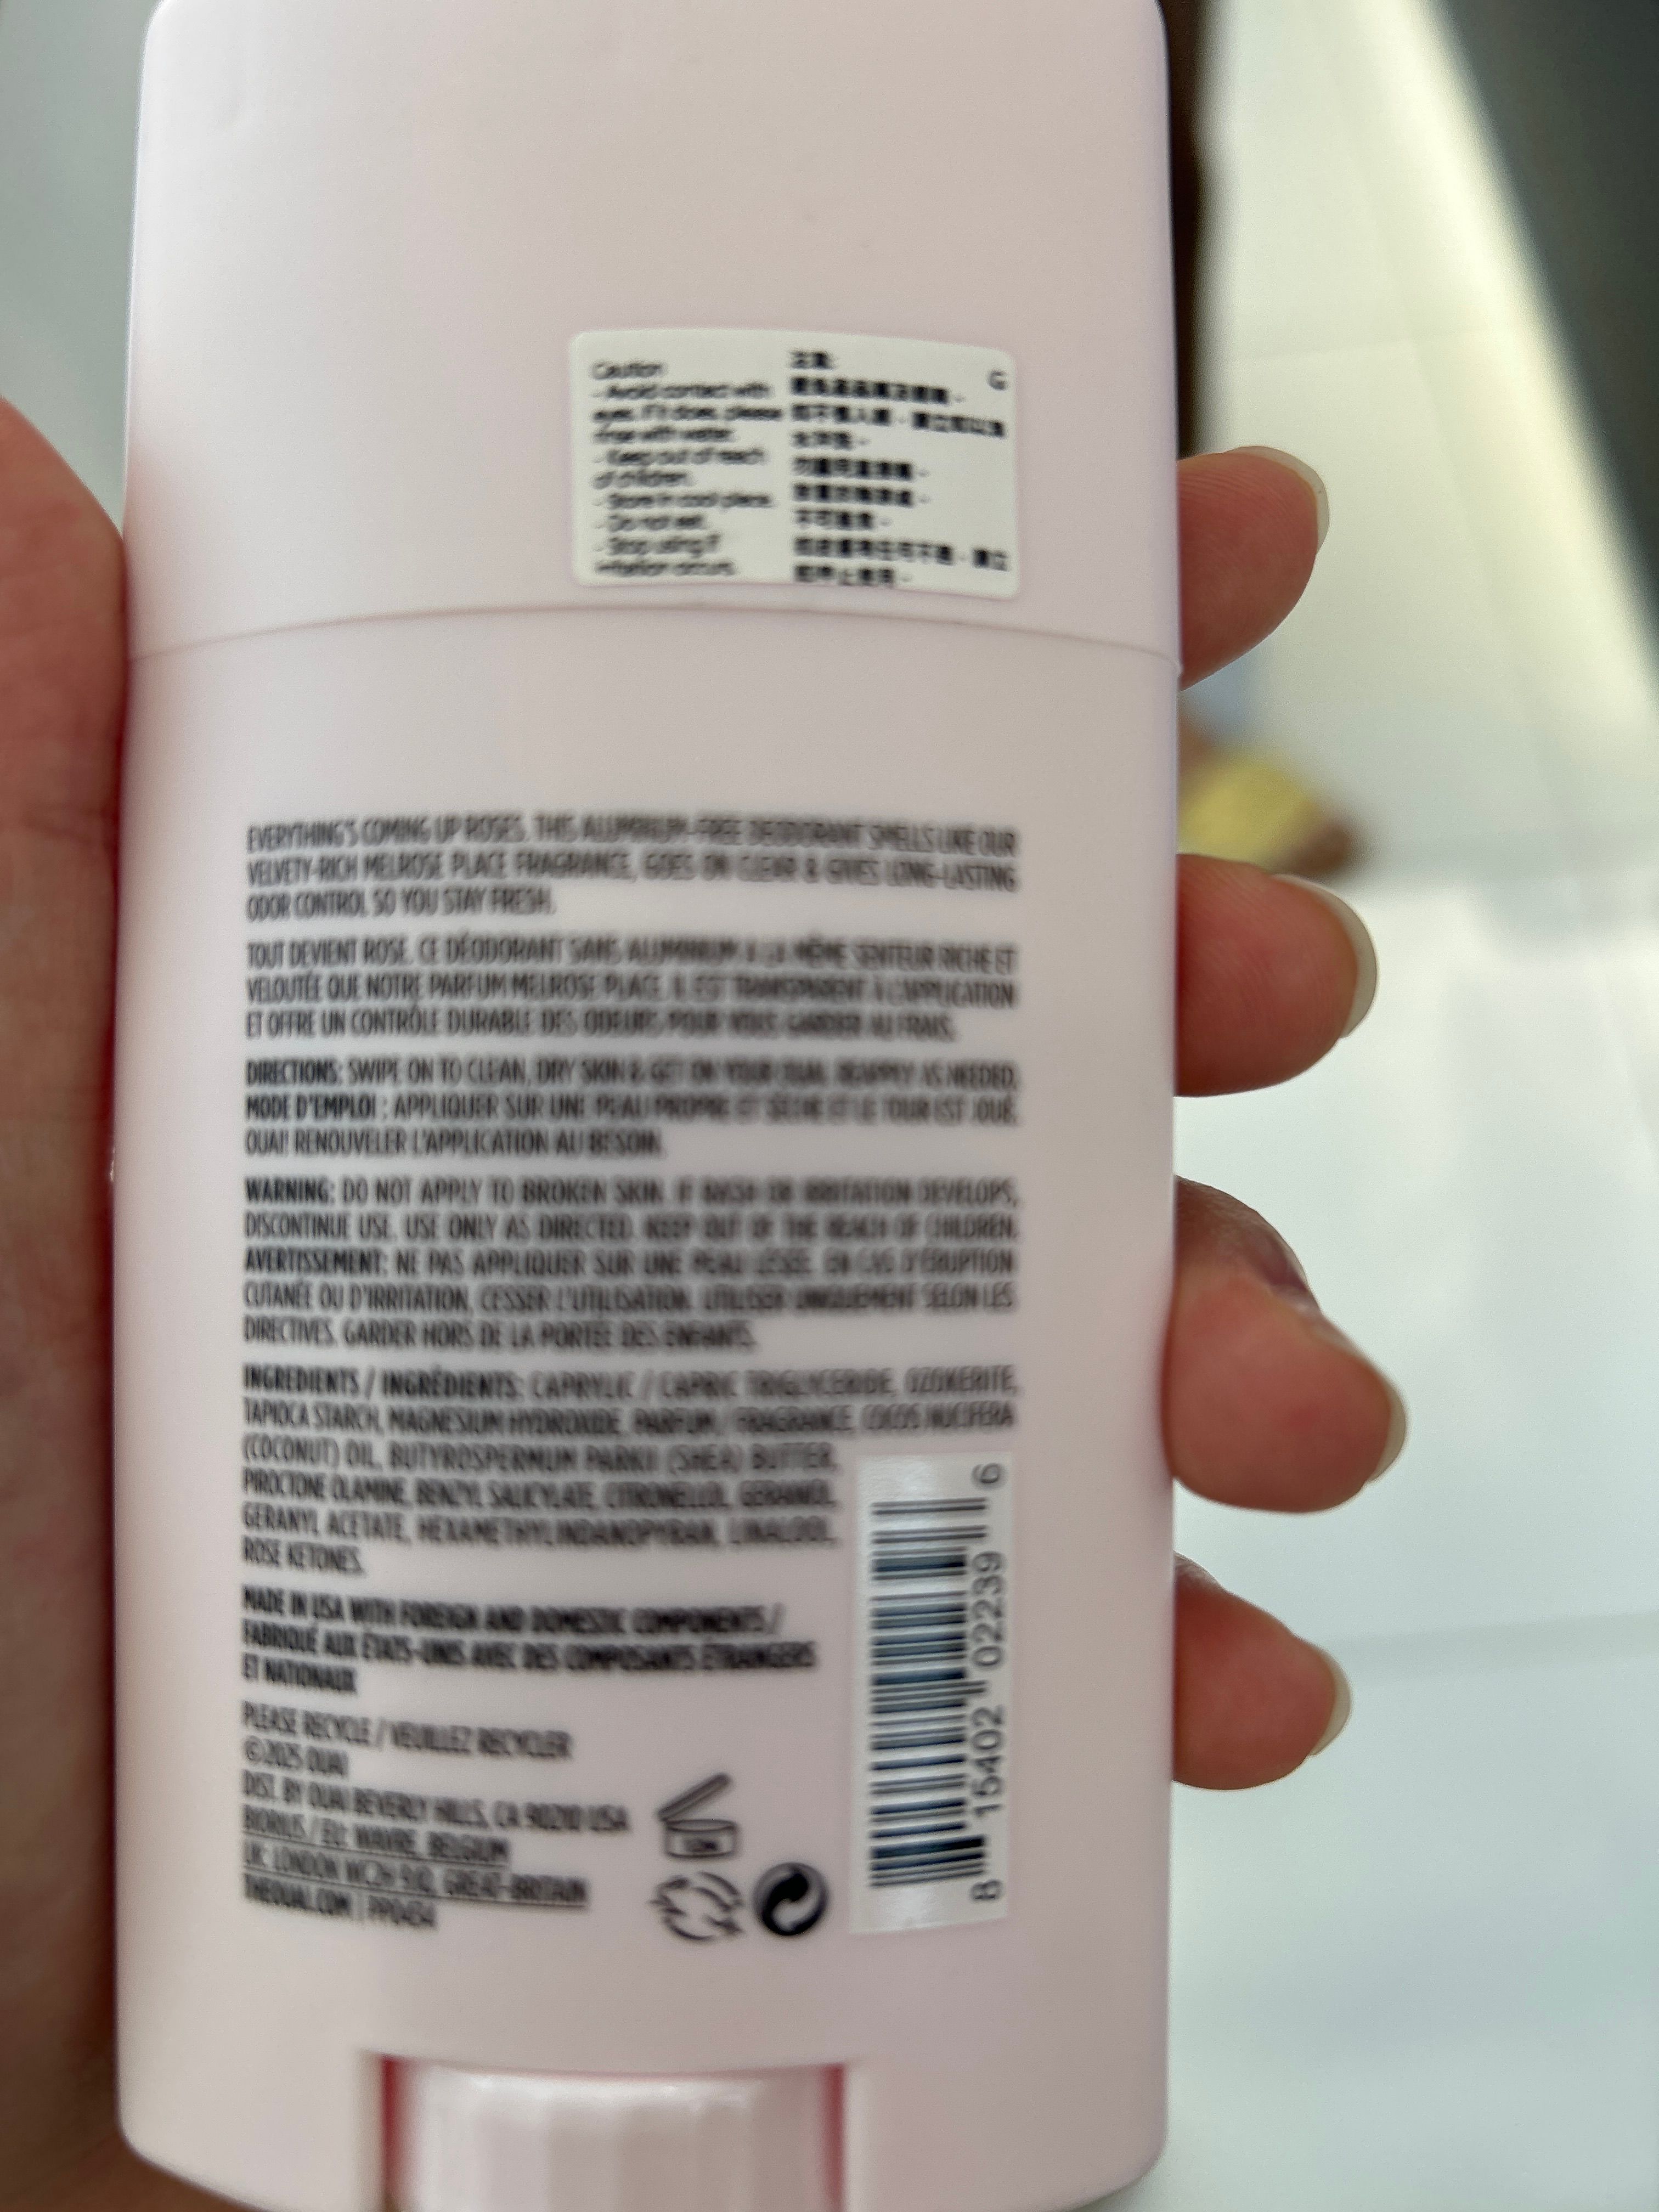 Caution
- Avoid contact with
eyes. If it does, please
rinse with water.
- Keep out of reach
of children.
- Store in cool place.
- Do not eat.
- Stop using if
irritation occurs.
G
EVERYTHING'S COMING UP ROSES. THIS ALUMINUM-FREE DEODORANT SMELLS LIKE OUR
VELVETY-RICH MELROSE PLACE FRAGRANCE, GOES ON CLEAR & GIVES LONG-LASTING
ODOR CONTROL SO YOU STAY FRESH.
TOUT DEVIENT ROSE. CE DÉODORANT SANS ALUMINIUM A LA MÊME SENTEUR RICHE ET
VELOUTÉE QUE NOTRE PARFUM MELROSE PLACE. IL EST TRANSPARENT À L'APPLICATION
ET OFFRE UN CONTRÔLE DURABLE DES ODEURS POUR VOUS GARDER AU FRAIS.
DIRECTIONS: SWIPE ON TO CLEAN, DRY SKIN & GET ON YOUR OUAI. REAPPLY AS NEEDED.
MODE D'EMPLOI : APPLIQUER SUR UNE PEAU PROPRE ET SÈCHE ET LE TOUR EST JOUÉ,
OUAI! RENOUVELER L'APPLICATION AU BESOIN.
WARNING: DO NOT APPLY TO BROKEN SKIN. IF RASH OR IRRITATION DEVELOPS,
DISCONTINUE USE. USE ONLY AS DIRECTED. KEEP OUT OF THE REACH OF CHILDREN.
AVERTISSEMENT: NE PAS APPLIQUER SUR UNE PEAU LÉSÉE. EN CAS D'ÉRUPTION
CUTANÉE OU D'IRRITATION, CESSER L'UTILISATION. UTILISER UNIQUEMENT SELON LES
DIRECTIVES. GARDER HORS DE LA PORTÉE DES ENFANTS.
INGREDIENTS / INGRÉDIENTS: CAPRYLIC / CAPRIC TRIGLYCERIDE, OZOKERITE,
TAPIOCA STARCH, MAGNESIUM HYDROXIDE, PARFUM / FRAGRANCE, COCOS NUCIFERA
(COCONUT) OIL, BUTYROSPERMUM PARKII (SHEA) BUTTER,
PIROCTONE OLAMINE, BENZYL SALICYLATE, CITRONELLOL, GERANIOL,
GERANYL ACETATE, HEXAMETHYLINDANOPYRAN, LINALOOL,
ROSE KETONES.
MADE IN USA WITH FOREIGN AND DOMESTIC COMPONENTS /
FABRIQUÉ AUX ÉTATS-UNIS AVEC DES COMPOSANTS ÉTRANGERS
ET NATIONAUX
PLEASE RECYCLE / VEUILLEZ RECYCLER
©2025 OUAI
DIST. BY OUAI BEVERLY HILLS, CA 90210 USA
BORILIS / EU: WAVRE, BELGIUM
UK: LONDON WC2H 9JQ, GREAT-BRITAIN
THEOUAI.COM | PP0434
12M
8 15402 02239 6